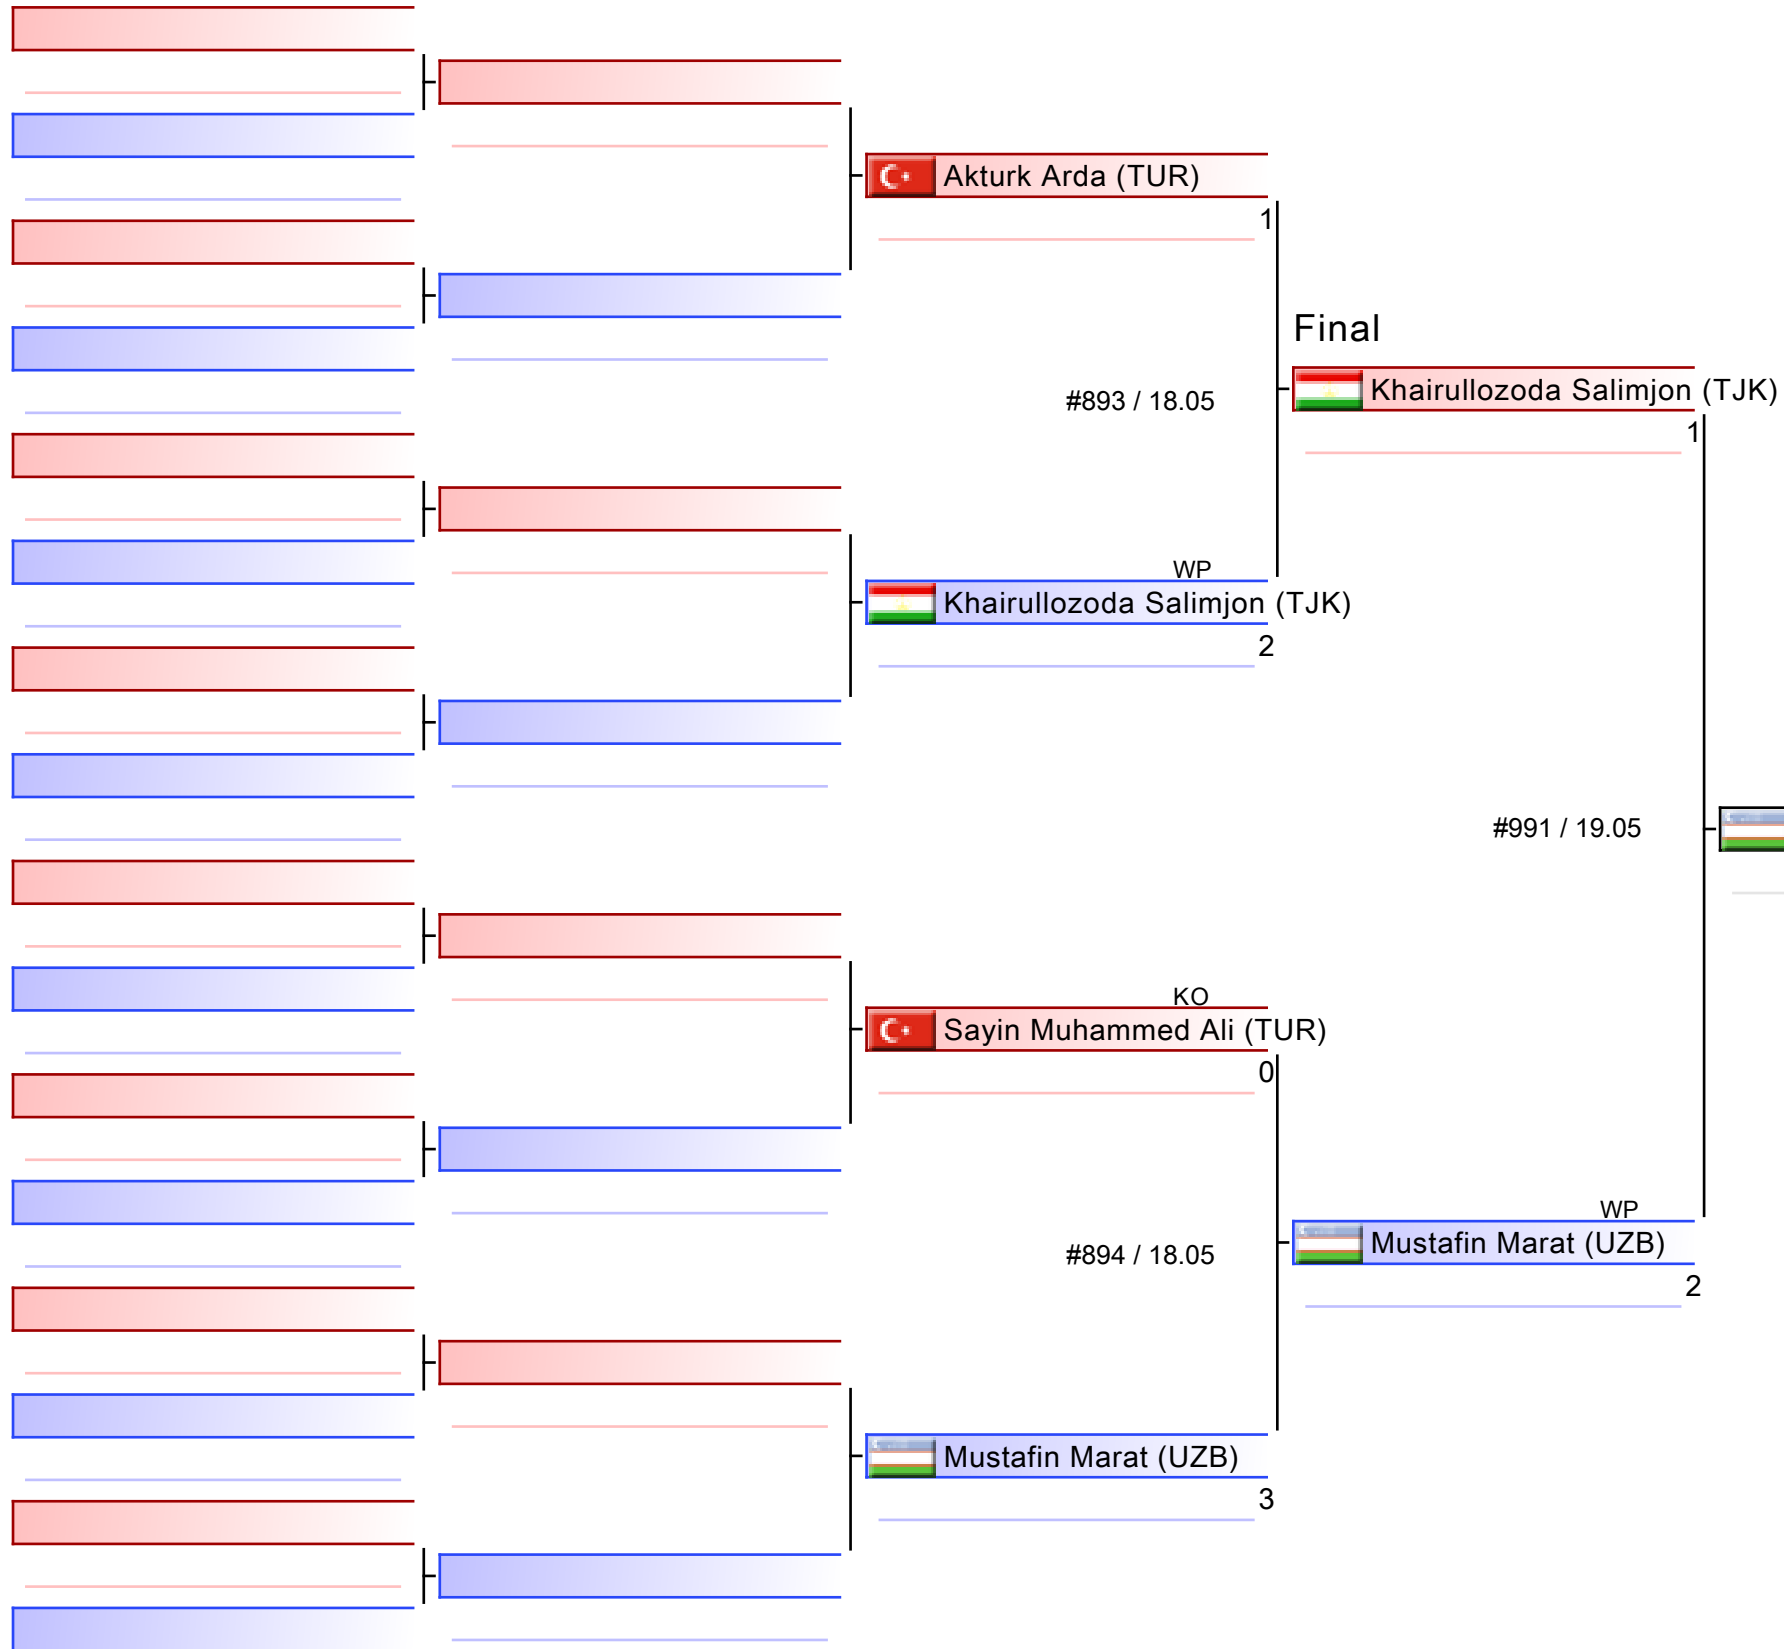 Akturk Arda (TUR)
1
Final
#893 / 18.05
Khairullozoda Salimjon (TJK)
1
WP
Khairullozoda Salimjon (TJK)
2
#991 / 19.05
KO
Sayin Muhammed Ali (TUR)
0
WP
#894 / 18.05
Mustafin Marat (UZB)
2
Mustafin Marat (UZB)
3